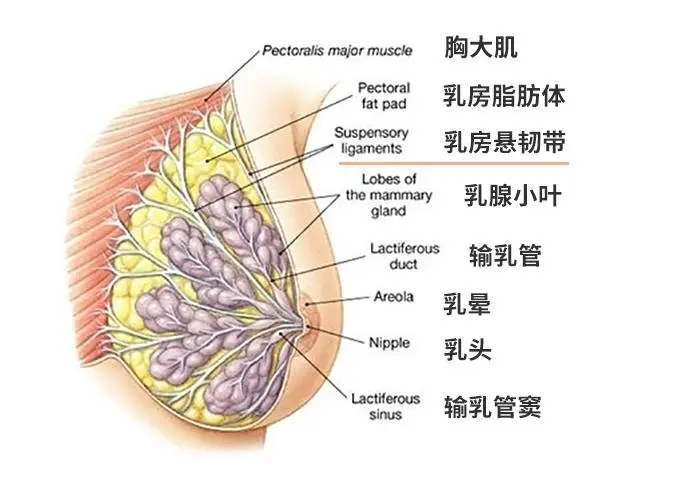 Pectoralis major muscle 胸大肌
Pectoral
fat pad
乳房脂肪体
Suspensory
ligaments
乳房悬韧带
Lobes of
the mammary
gland
乳腺小叶
Lactiferous
duct
输乳管
Areola 乳晕
Nipple 乳头
Lactiferous
sinus
输乳管窦